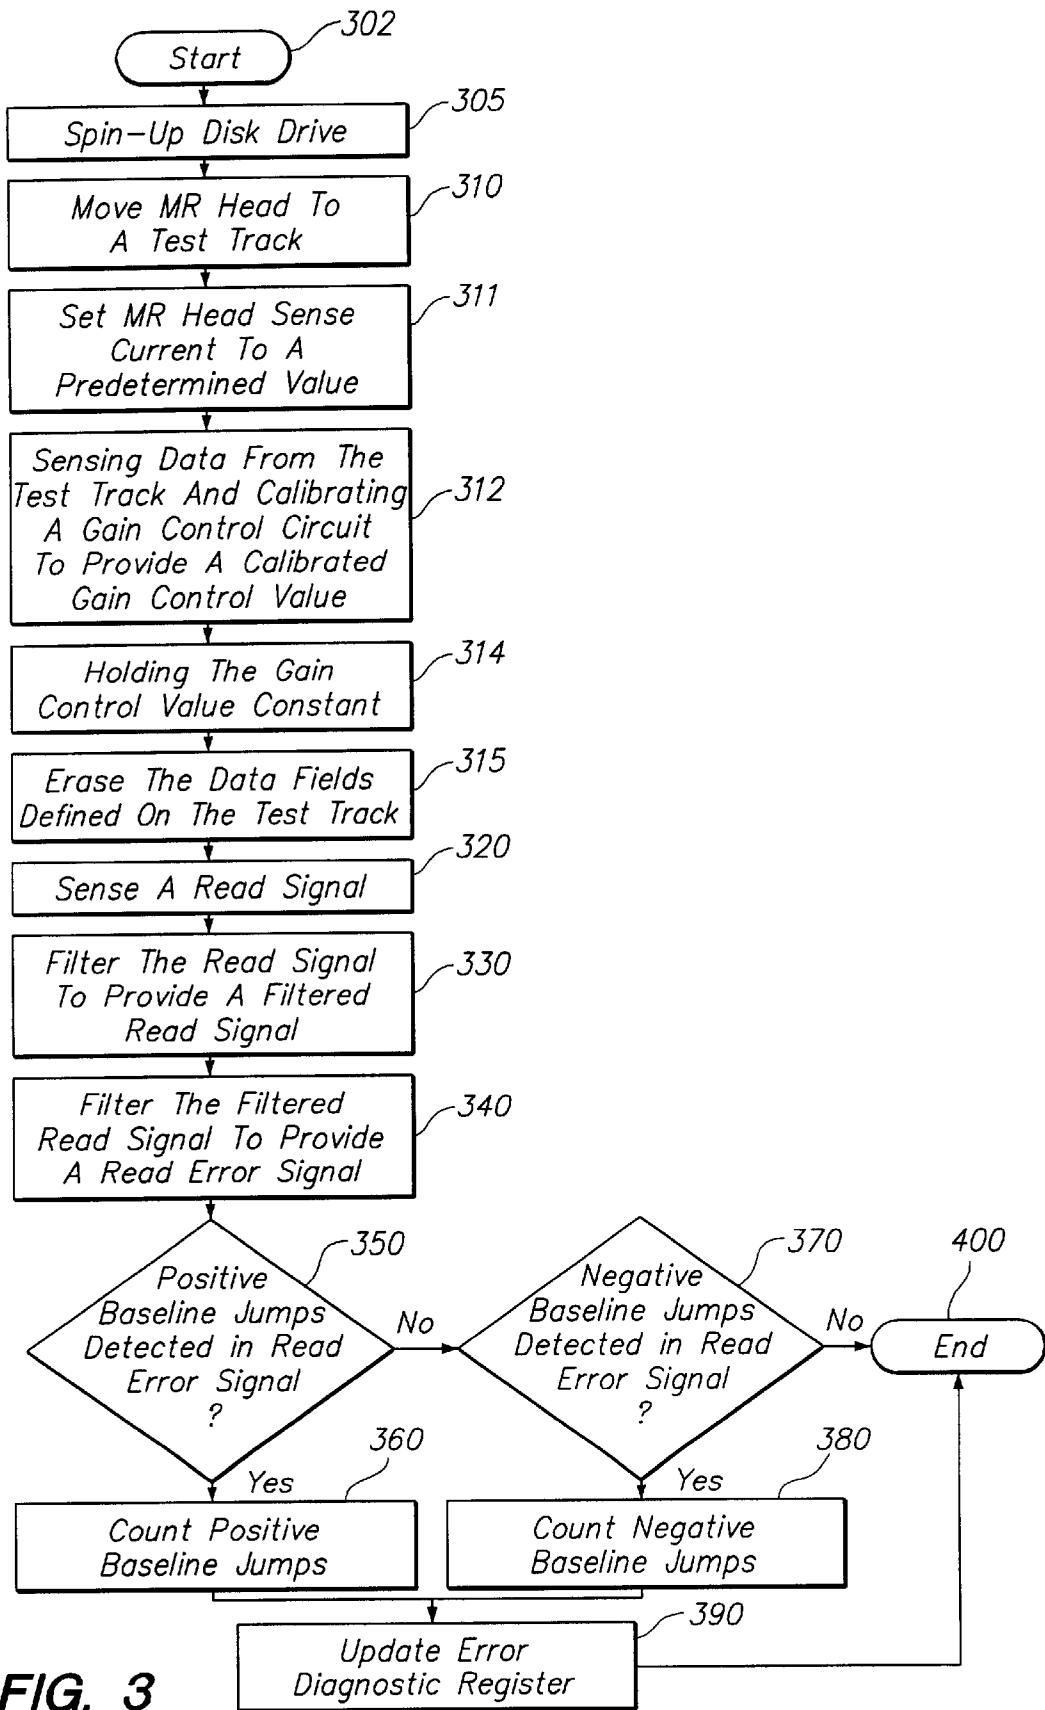 302
Start
305
Spin-Up Disk Drive
310
Move MR Head To
A Test Track
311
Set MR Head Sense
Current To A
Predetermined Value
Sensing Data From The
Test Track And Calibrating
312
A Gain Control Circuit
To Provide A Calibrated
Gain Control Value
314
Holding The Gain
Control Value Constant
315
Erase The Data Fields
Defined On The Test Track
320
Sense A Read Signal
330
Filter The Read Signal
To Provide A Filtered
Read Signal
340
Filter The Filtered
Read Signal To Provide
A Read Error Signal
350
Positive
Baseline Jumps
Detected in Read
Error Signal
?
No
370
Negative
Baseline Jumps
Detected in Read
Error Signal
?
No
400
End
Yes
360
Count Positive
Baseline Jumps
Yes
380
Count Negative
Baseline Jumps
390
Update Error
Diagnostic Register
FIG. 3